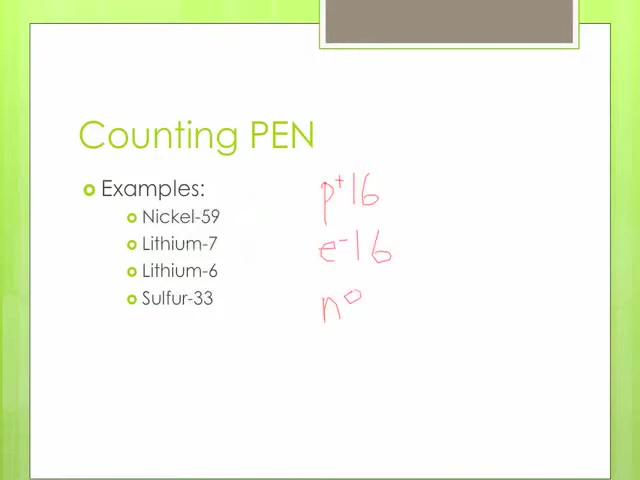 Counting PEN
Examples:
Nickel-59
Lithium-7
Lithium-6
Sulfur-33
p⁺16
e⁻16
n⁰